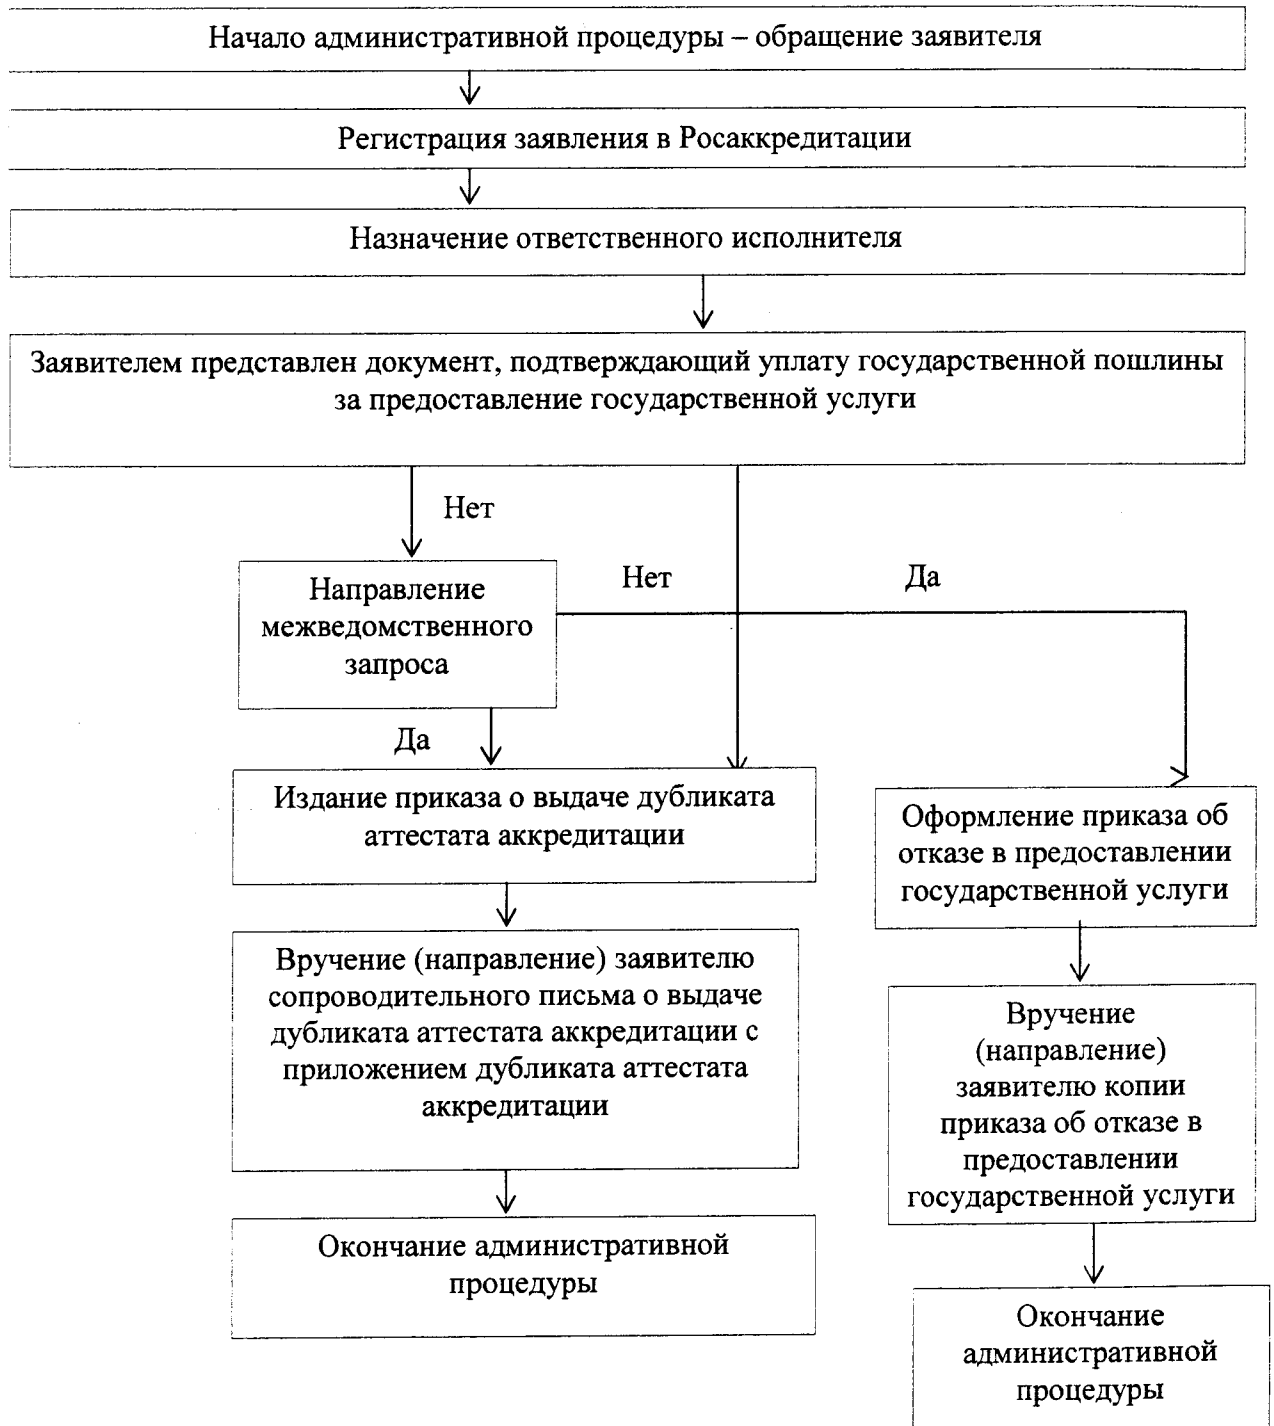 Начало административной процедуры – обращение заявителя
Регистрация заявления в Росаккредитации
Назначение ответственного исполнителя
Заявителем представлен документ, подтверждающий уплату государственной пошлины
за предоставление государственной услуги
Нет
Направление
межведомственного
запроса
Нет
Да
Да
Издание приказа о выдаче дубликата
аттестата аккредитации
Оформление приказа об
отказе в предоставлении
государственной услуги
Вручение (направление) заявителю
сопроводительного письма о выдаче
дубликата аттестата аккредитации с
приложением дубликата аттестата
аккредитации
Вручение
(направление)
заявителю копии
приказа об отказе в
предоставлении
государственной услуги
Окончание административной
процедуры
Окончание
административной
процедуры